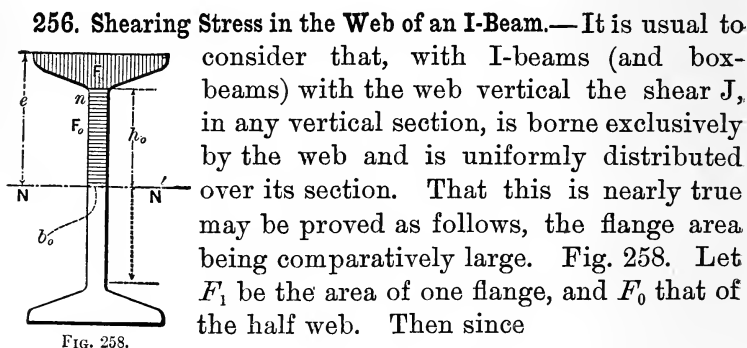 256. Shearing Stress in the Web of an I-Beam.—It is usual to
consider that, with I-beams (and box-
beams) with the web vertical the shear J,
in any vertical section, is borne exclusively
by the web and is uniformly distributed
over its section. That this is nearly true
may be proved as follows, the flange area
being comparatively large. Fig. 258. Let
F₁ be the area of one flange, and F₀ that of
the half web. Then since
F₁
e
n
F₀
h₀
N
N'
b₀
Fig. 258.